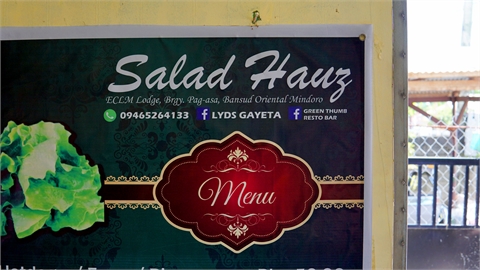 Salad Hauz
ECLM Lodge, Brgy. Pag-asa, Bansud Oriental Mindoro
09465264133 f LYDS GAYETA f GREEN THUMB RESTO BAR
Menu